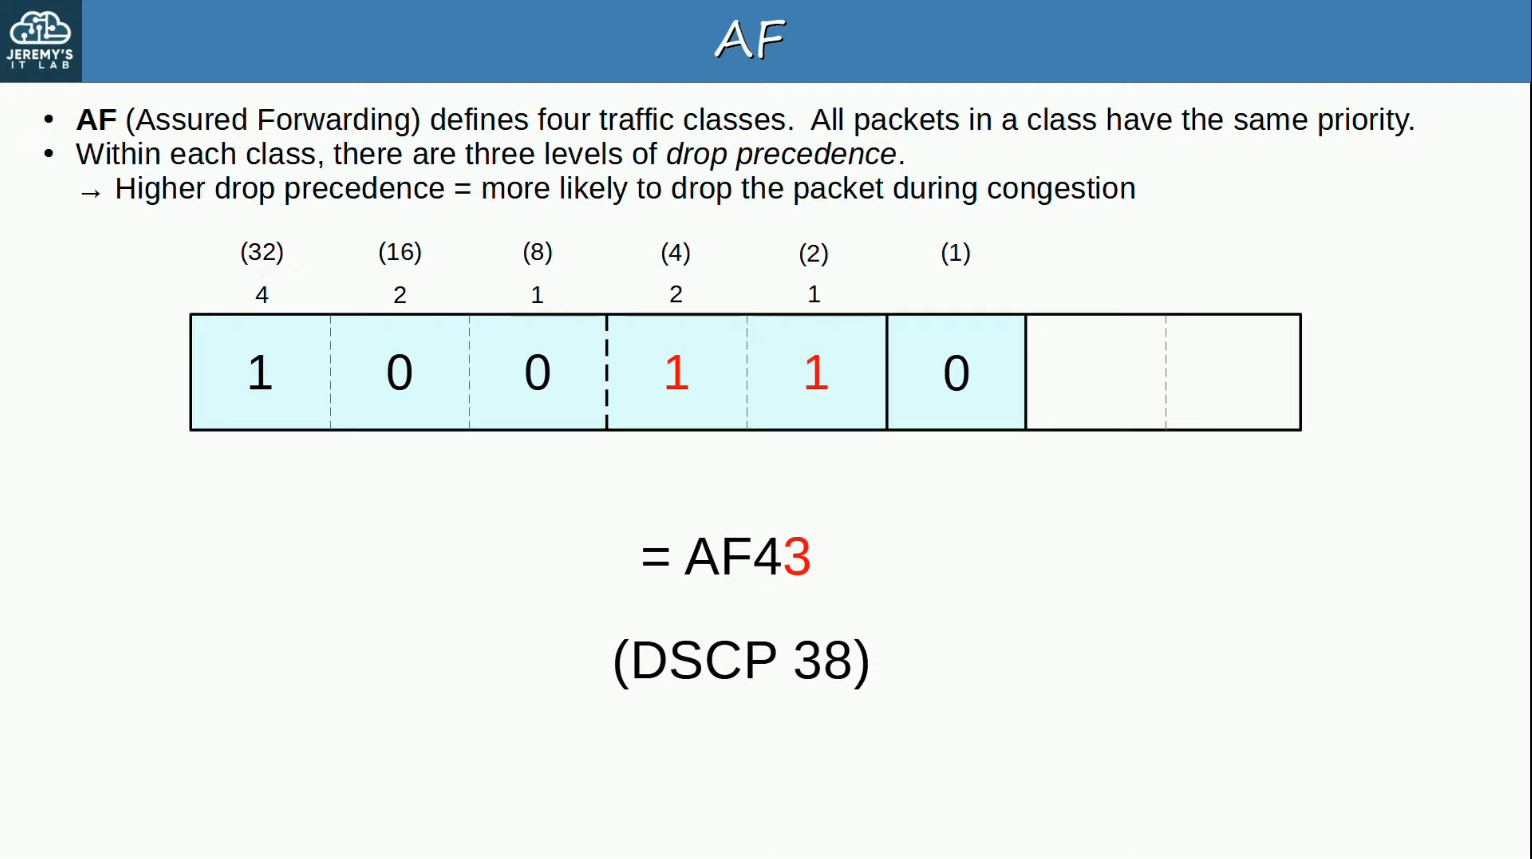 JEREMY'S
IT LAB
AF
• AF (Assured Forwarding) defines four traffic classes.  All packets in a class have the same priority.
• Within each class, there are three levels of drop precedence.
→ Higher drop precedence = more likely to drop the packet during congestion
(32) (16) (8) (4) (2) (1)
4 2 1 2 1
1 0 0 1 1 0
= AF43
(DSCP 38)